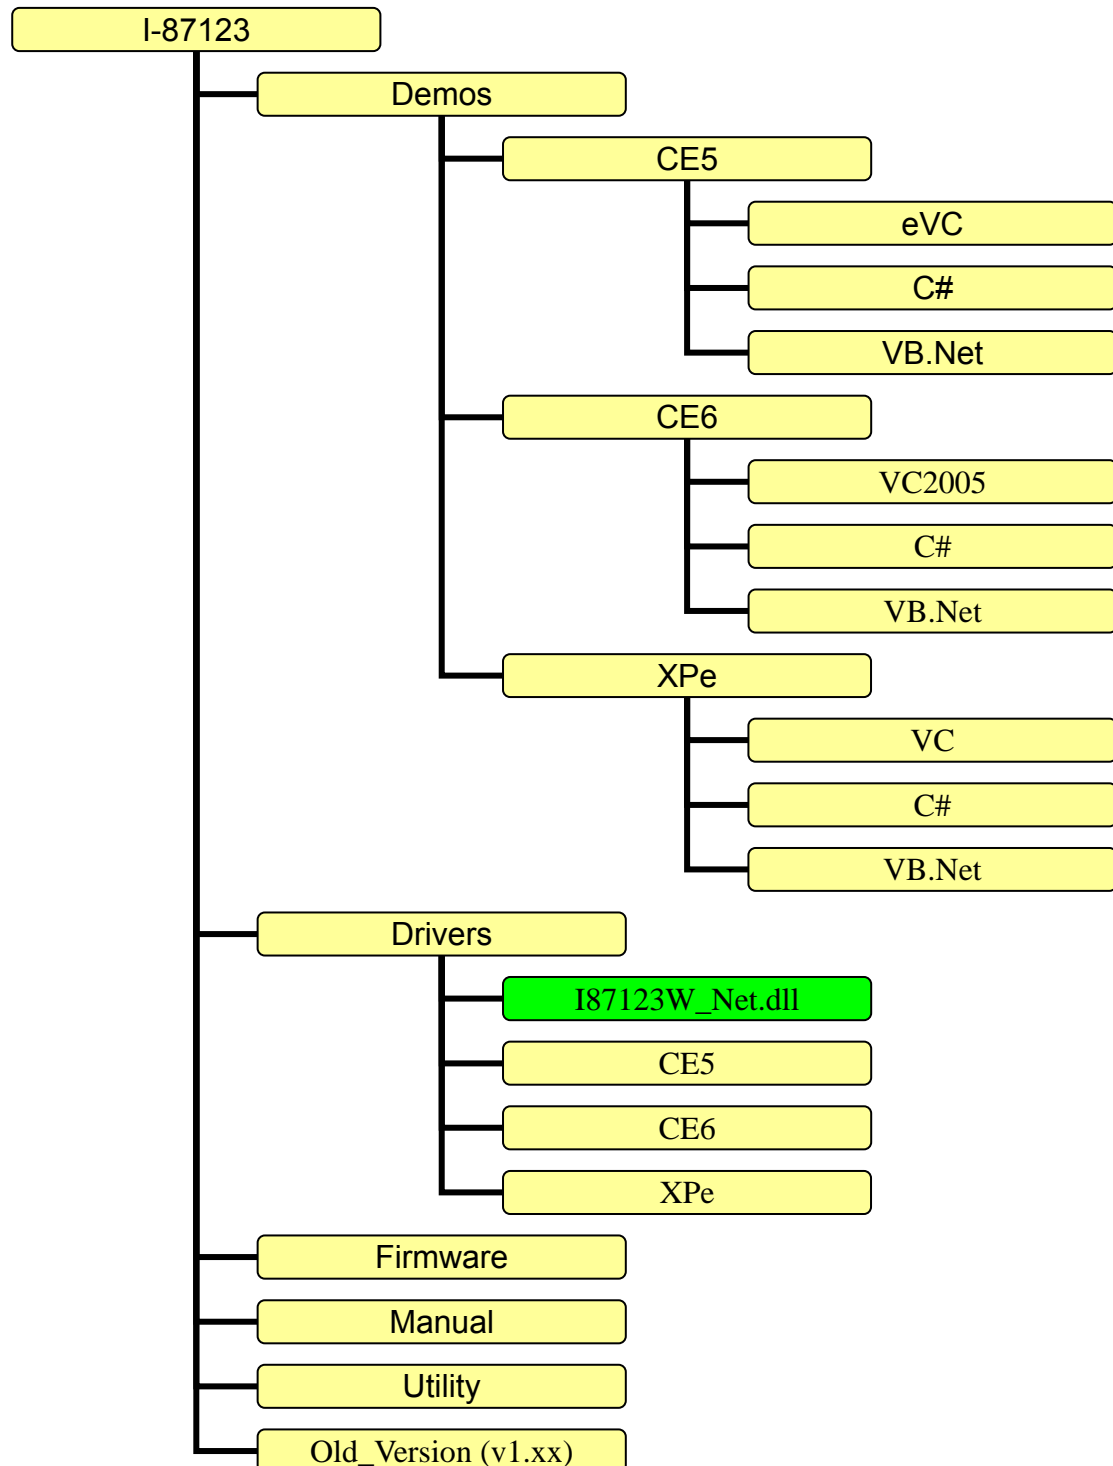 I-87123
Demos
CE5
eVC
C#
VB.Net
CE6
VC2005
C#
VB.Net
XPe
VC
C#
VB.Net
Drivers
I87123W_Net.dll
CE5
CE6
XPe
Firmware
Manual
Utility
Old_Version (v1.xx)